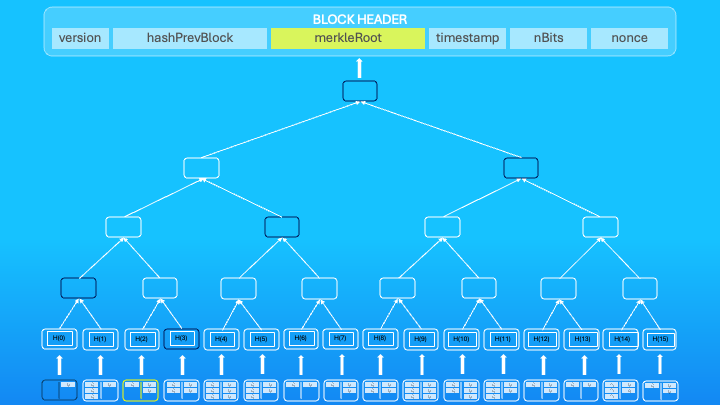 BLOCK HEADER
version hashPrevBlock merkleRoot timestamp nBits nonce
H(0) H(1) H(2) H(3) H(4) H(5) H(6) H(7) H(8) H(9) H(10) H(11) H(12) H(13) H(14) H(15)